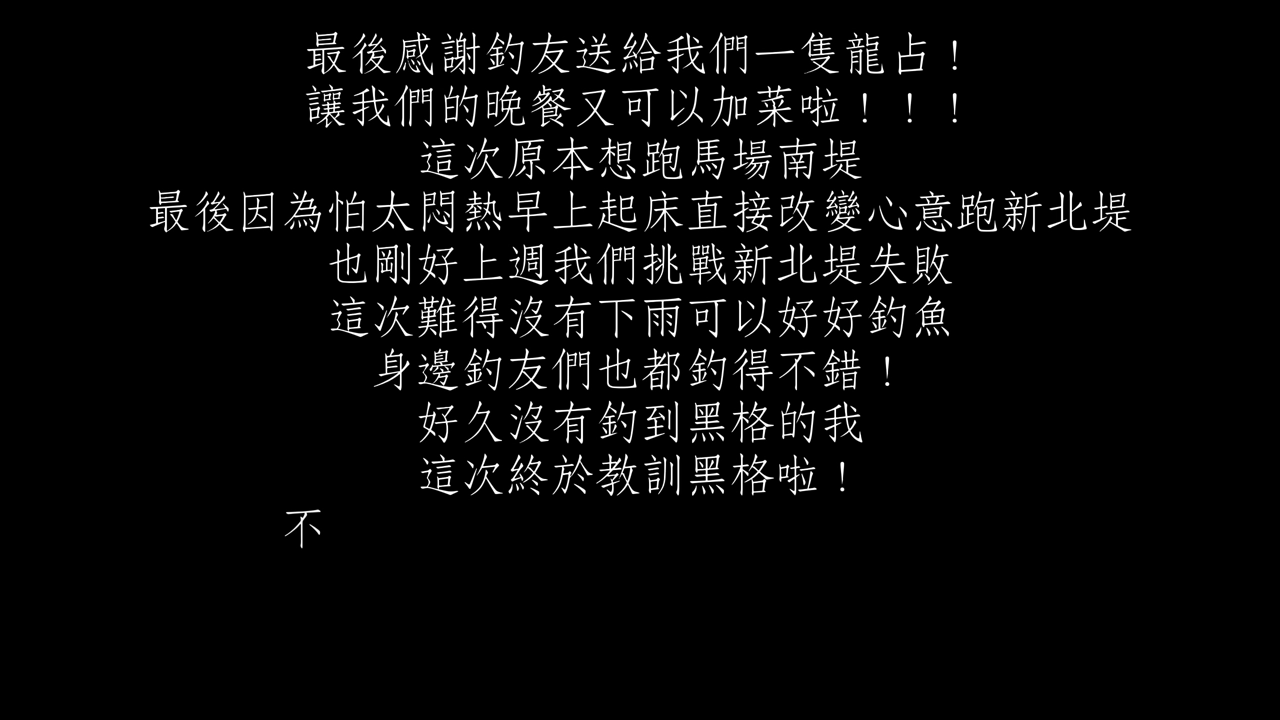 最後感謝釣友送給我們一隻龍占！
讓我們的晚餐又可以加菜啦！！！
這次原本想跑馬場南堤
最後因為怕太悶熱早上起床直接改變心意跑新北堤
也剛好上週我們挑戰新北堤失敗
這次難得沒有下雨可以好好釣魚
身邊釣友們也都釣得不錯！
好久沒有釣到黑格的我
這次終於教訓黑格啦！
不